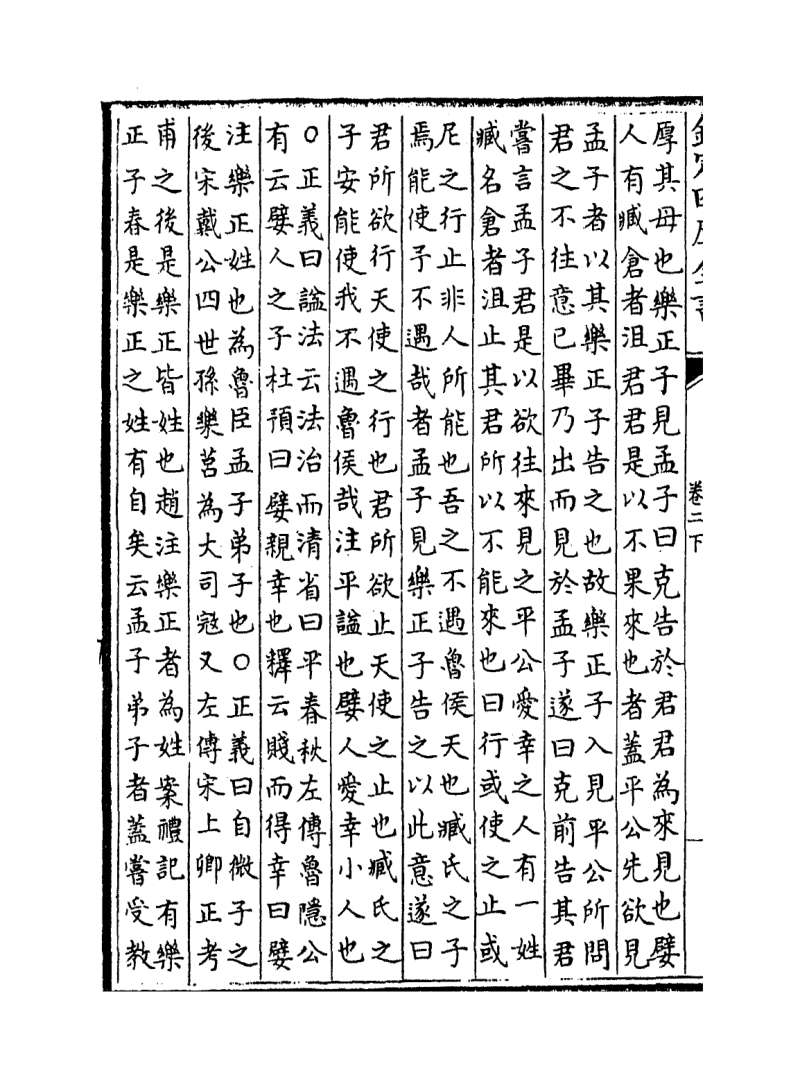 欽定四庫全書
卷二下
厚其母也樂正子見孟子曰克告於君君為來見也嬖
人有臧倉者沮君君是以不果來也者蓋平公先欲見
孟子者以其樂正子告之也故樂正子入見平公所問
君之不往意已畢乃出而見於孟子遂曰克前告其君
嘗言孟子君是以欲往來見之平公愛幸之人有一姓
臧名倉者沮止其君所以不能來也曰行或使之止或
尼之行止非人所能也吾之不遇魯侯天也臧氏之子
焉能使予不遇哉者孟子見樂正子告之以此意遂曰
君所欲行天使之行也君所欲止天使之止也臧氏之
子安能使我不遇魯侯哉注平諡也嬖人愛幸小人也
○正義曰諡法云法治而清省曰平春秋左傳魯隱公
有云嬖人之子杜預曰嬖親幸也釋云賤而得幸曰嬖
注樂正姓也為魯臣孟子弟子也○正義曰自微子之
後宋戴公四世孫樂莒為大司寇又左傳宋上卿正考
甫之後是樂正皆姓也趙注樂正者為姓案禮記有樂
正子春是樂正之姓有自矣云孟子弟子者蓋嘗受教